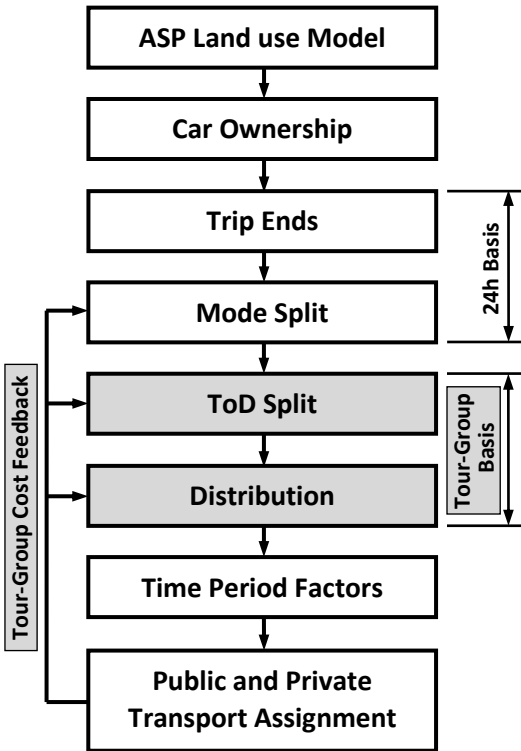 ASP Land use Model
Car Ownership
Trip Ends
Mode Split
ToD Split
Distribution
Time Period Factors
Public and Private
Transport Assignment
24h Basis
Tour-Group
Basis
Tour-Group Cost Feedback